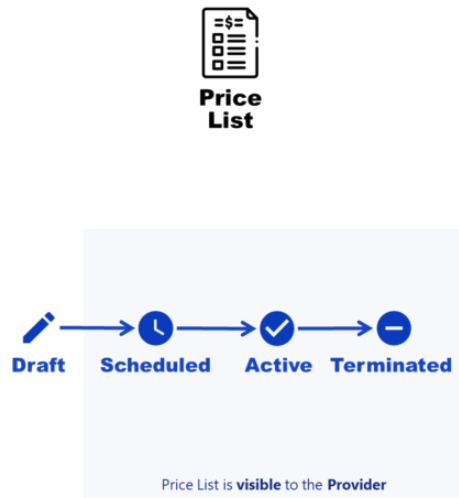 =$=
Price
List
Draft Scheduled Active Terminated
Price List is visible to the Provider